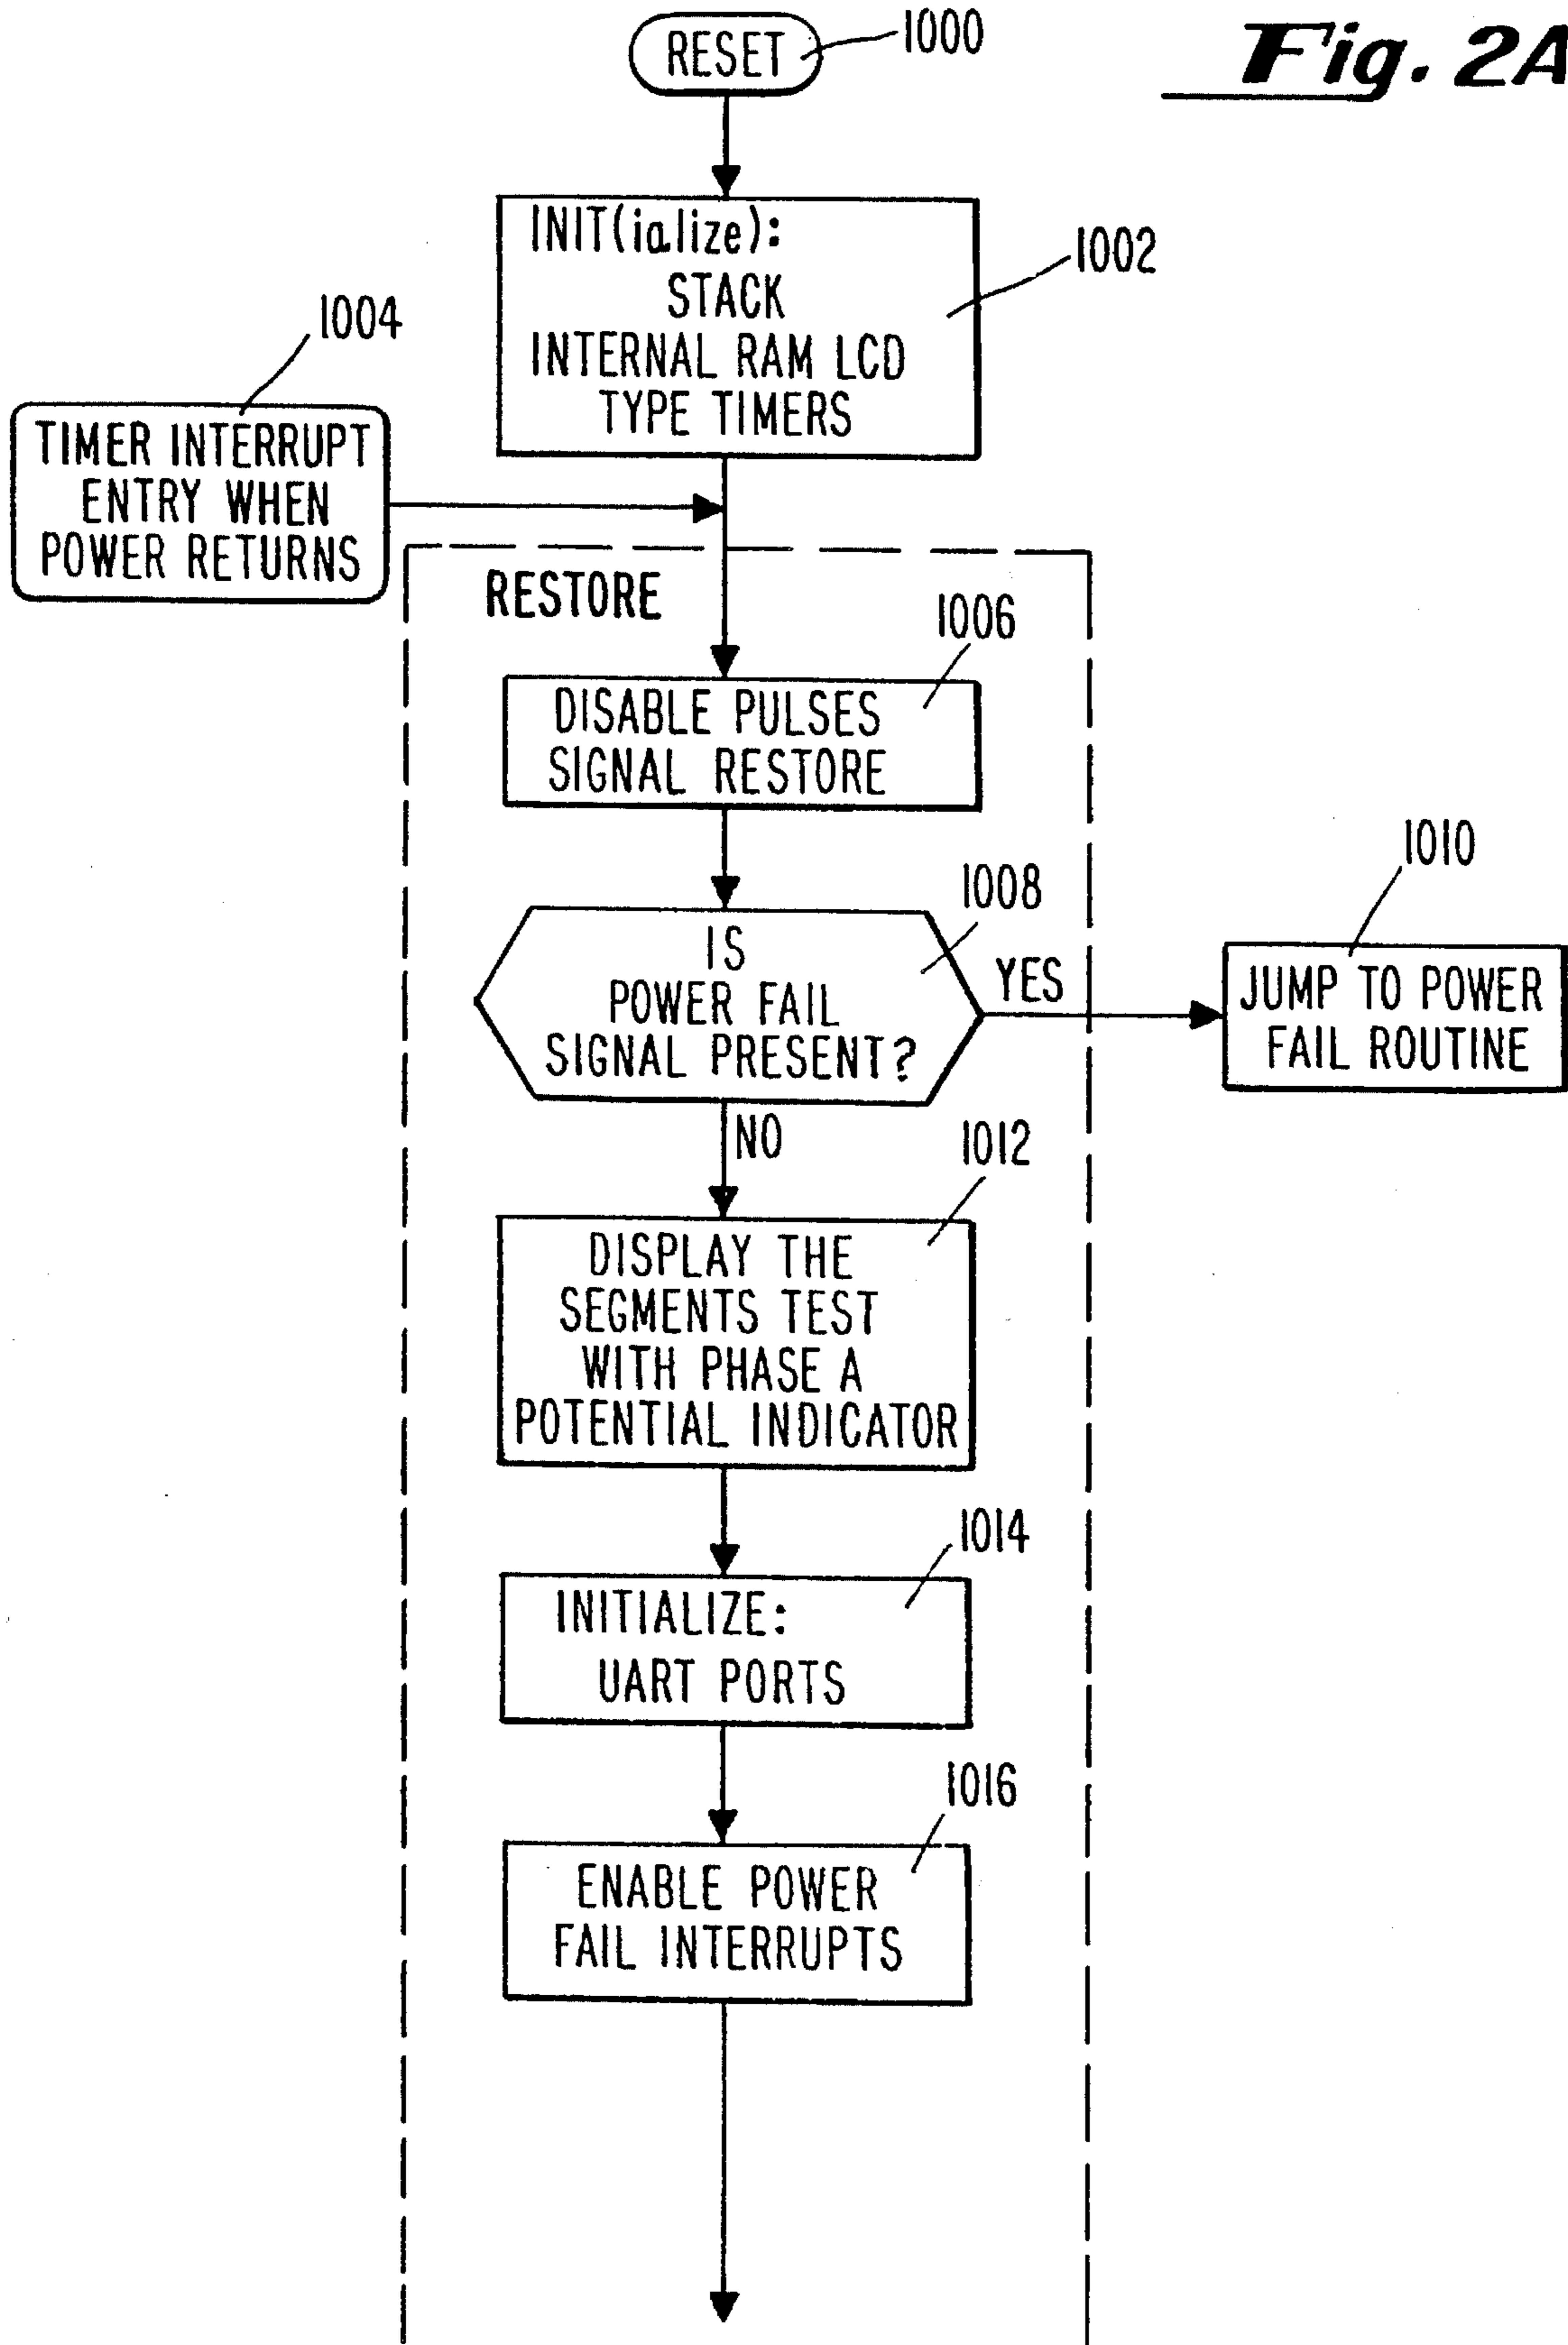 Fig. 2A
RESET
1000
INIT(ialize):
STACK
INTERNAL RAM LCD
TYPE TIMERS
1002
1004
TIMER INTERRUPT
ENTRY WHEN
POWER RETURNS
RESTORE
1006
DISABLE PULSES
SIGNAL RESTORE
1008
IS
POWER FAIL
SIGNAL PRESENT?
YES
1010
JUMP TO POWER
FAIL ROUTINE
NO
1012
DISPLAY THE
SEGMENTS TEST
WITH PHASE A
POTENTIAL INDICATOR
1014
INITIALIZE:
UART PORTS
1016
ENABLE POWER
FAIL INTERRUPTS